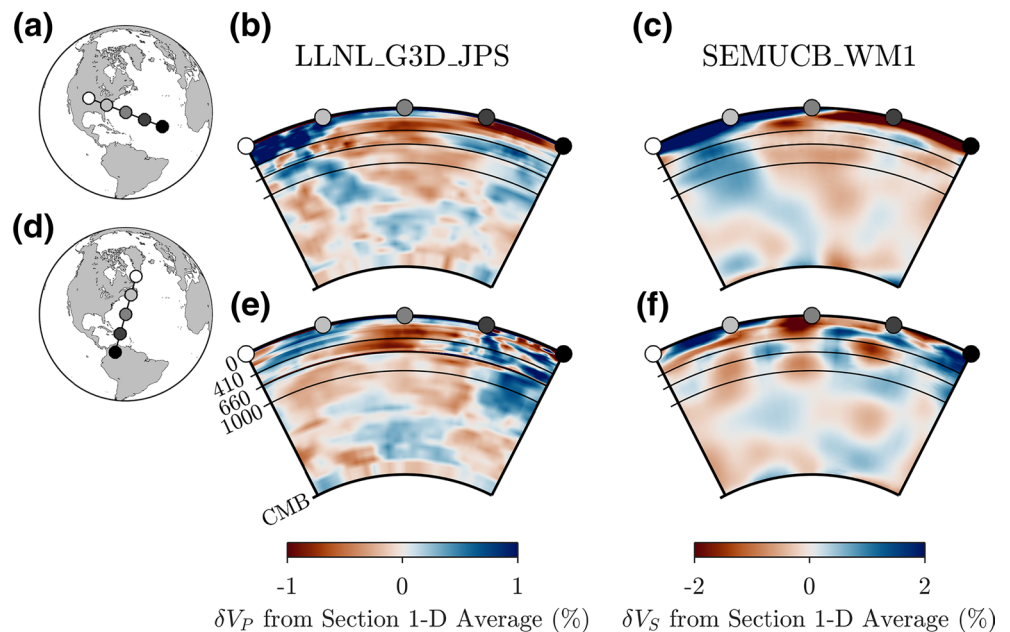 (a)
(b)
(c)
LLNL_G3D_JPS
SEMUCB_WM1
(d)
(e)
(f)
0
410
660
1000
CMB
-1
0
1
-2
0
2
δV_P from Section 1-D Average (%)
δV_S from Section 1-D Average (%)